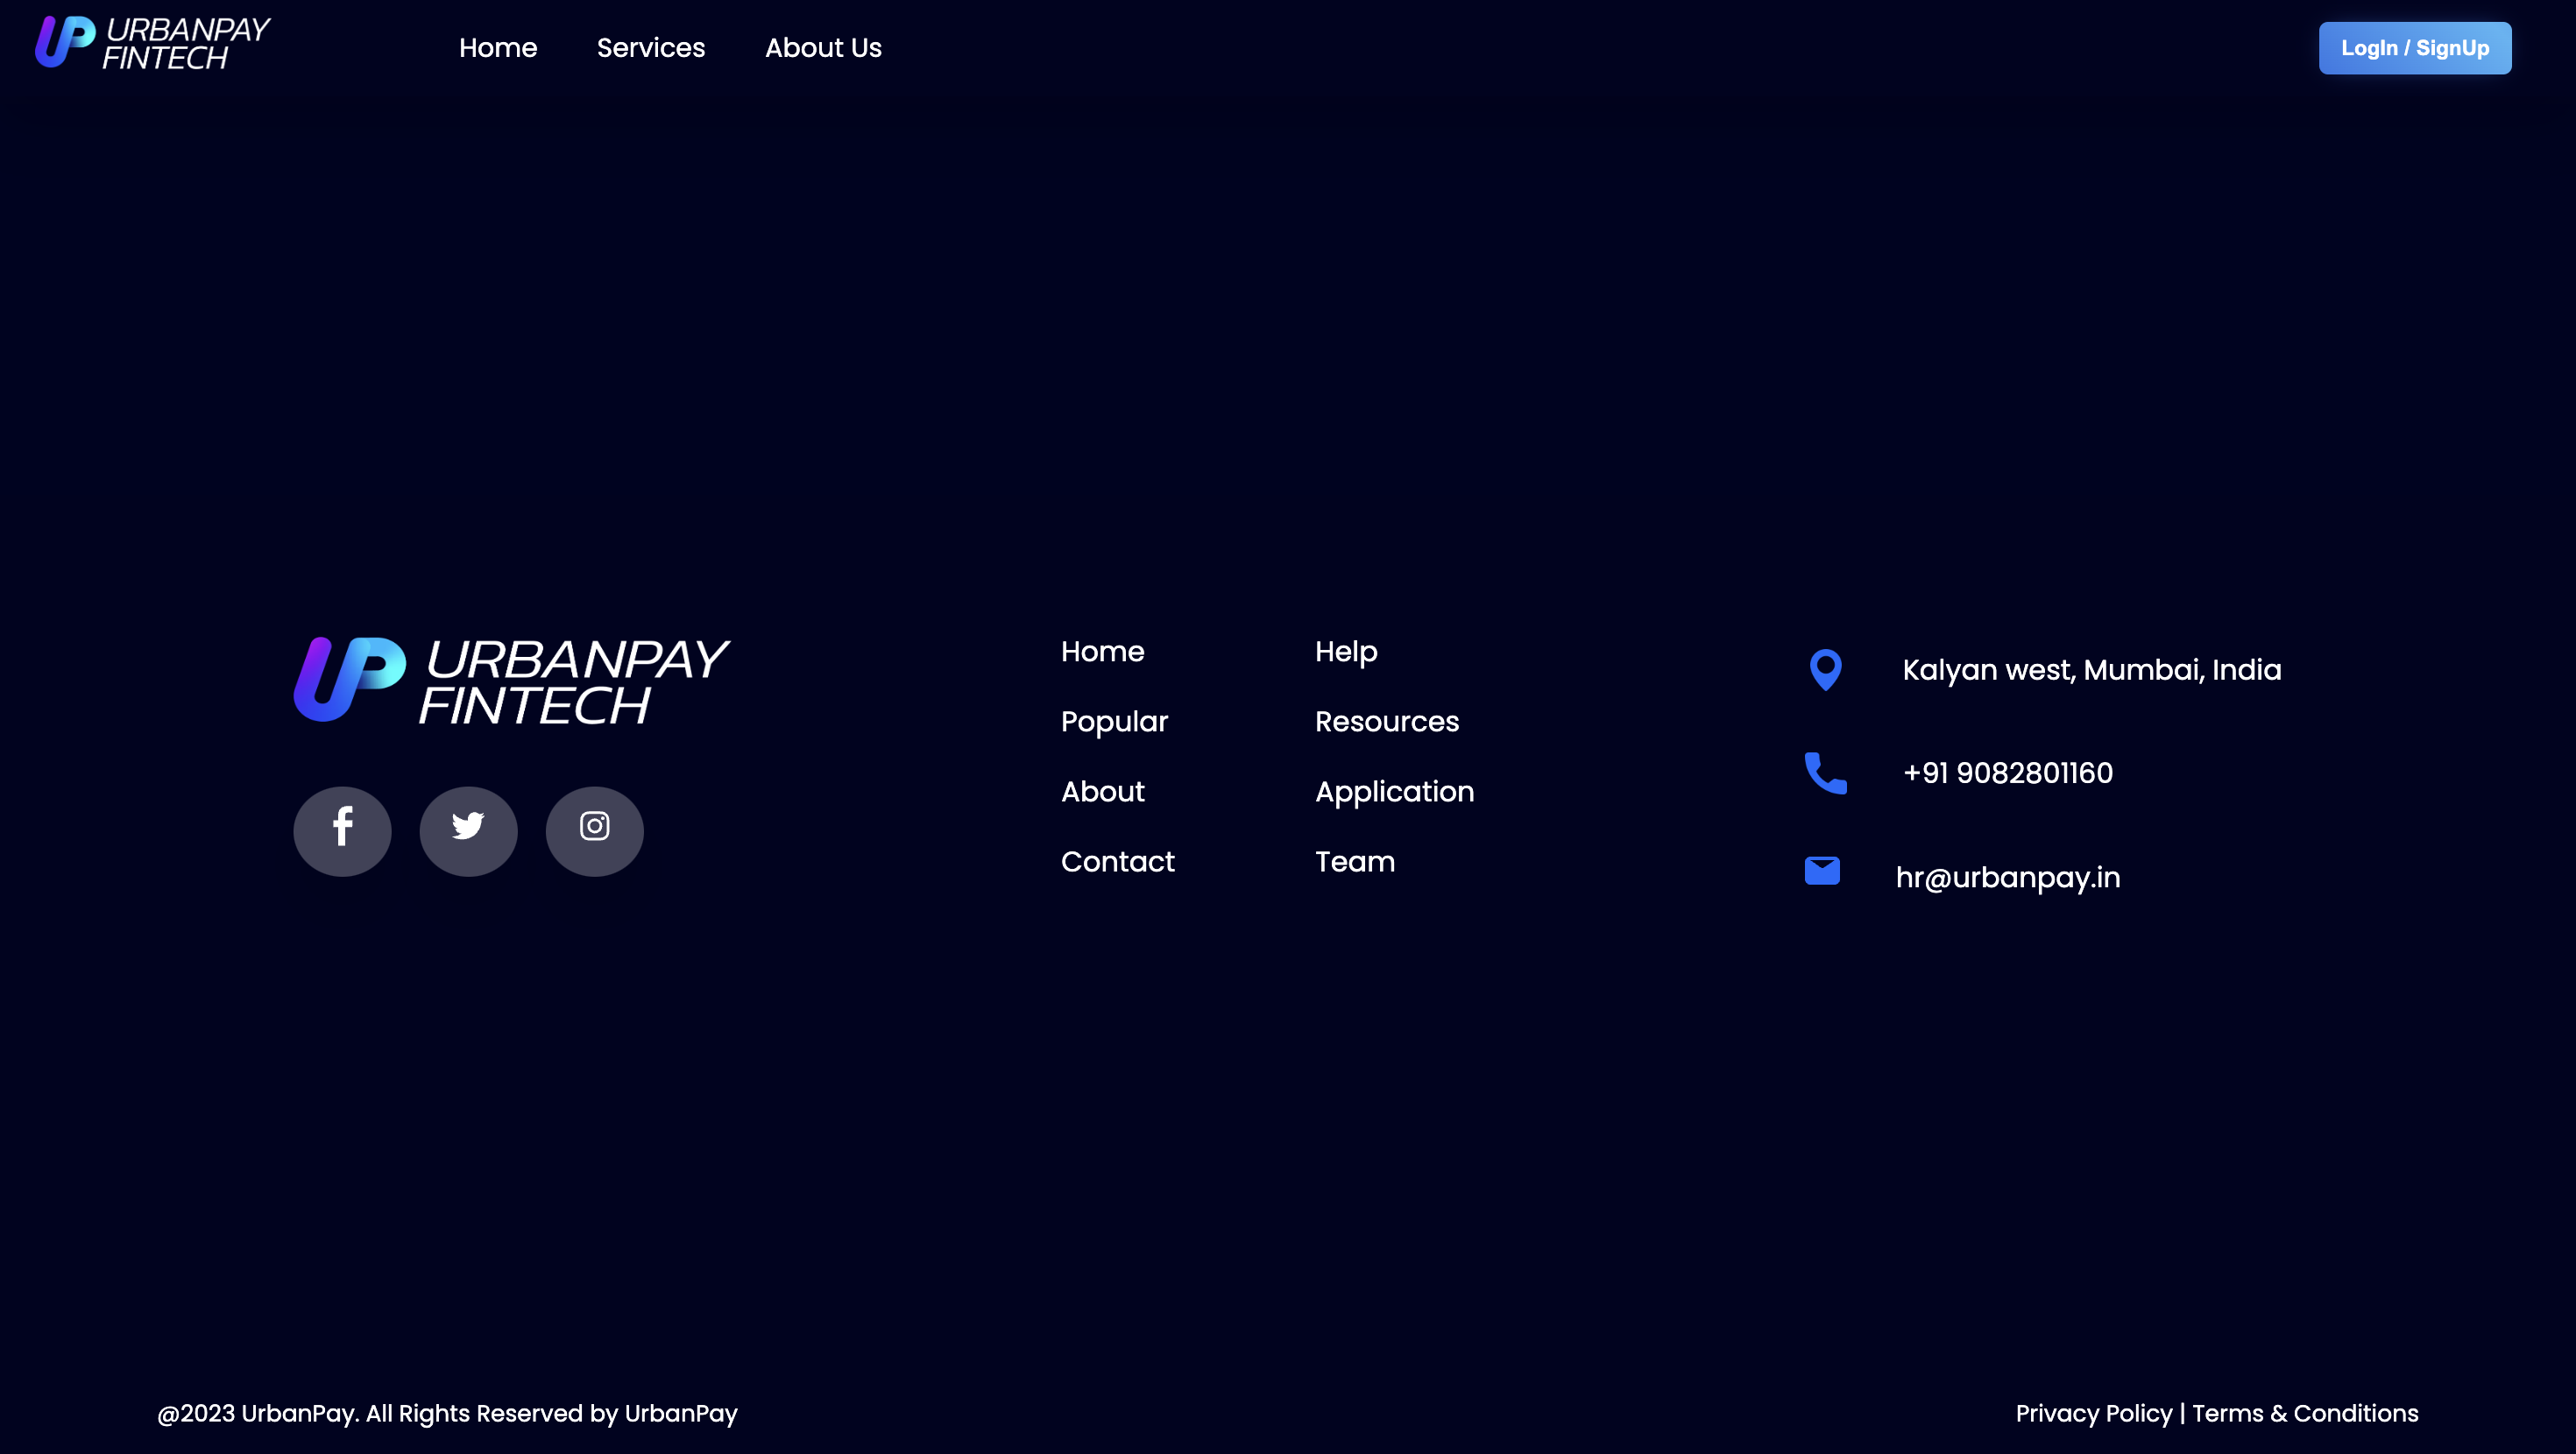 UP URBANPAY
FINTECH
Home
Services
About Us
LogIn / SignUp
UP URBANPAY
FINTECH
Home
Popular
About
Contact
Help
Resources
Application
Team
Kalyan west, Mumbai, India
+91 9082801160
hr@urbanpay.in
@2023 UrbanPay. All Rights Reserved by UrbanPay
Privacy Policy | Terms & Conditions